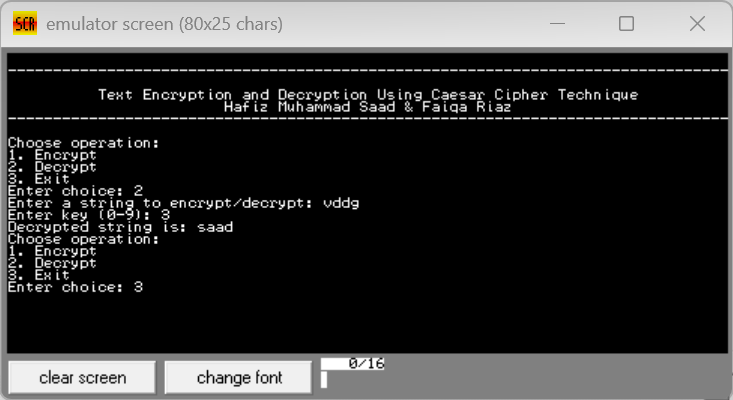 SCR emulator screen (80x25 chars)
--------------------------------------------------------------------------------
Text Encryption and Decryption Using Caesar Cipher Technique
Hafiz Muhammad Saad & Faiqa Riaz
--------------------------------------------------------------------------------
Choose operation:
1. Encrypt
2. Decrypt
3. Exit
Enter choice: 2
Enter a string to encrypt/decrypt: vddg
Enter key (0-9): 3
Decrypted string is: saad
Choose operation:
1. Encrypt
2. Decrypt
3. Exit
Enter choice: 3
clear screen change font 0/16